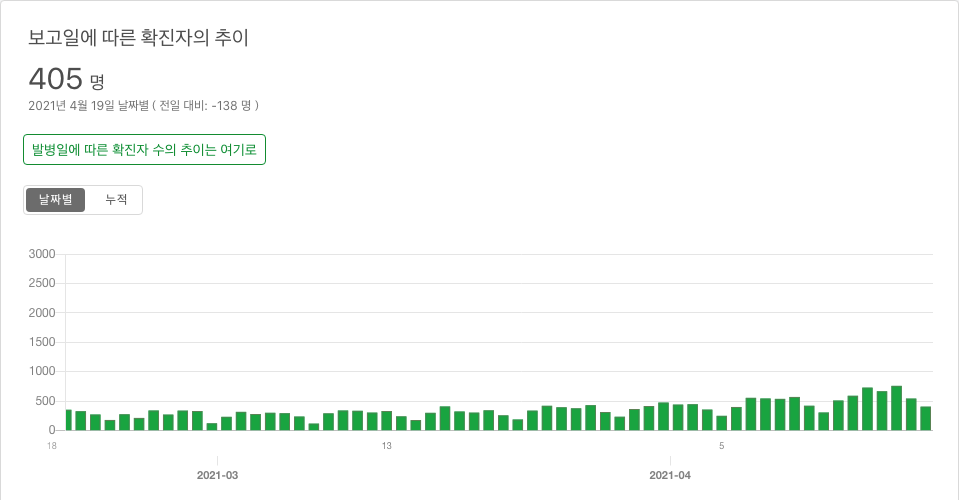 보고일에 따른 확진자의 추이
405 명
2021년 4월 19일 날짜별 ( 전일 대비: -138 명 )
발병일에 따른 확진자 수의 추이는 여기로
날짜별 누적
3000
2500
2000
1500
1000
500
0
18 13 5
2021-03 2021-04